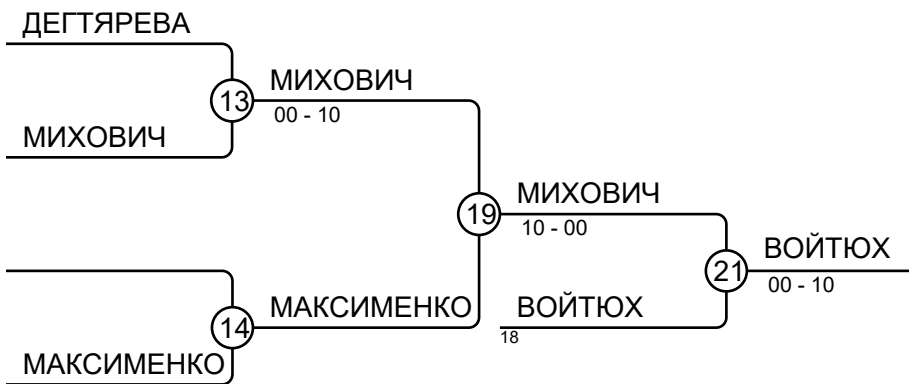 ДЕГТЯРЕВА
13
МИХОВИЧ
00 - 10
МИХОВИЧ
19
МИХОВИЧ
10 - 00
21
ВОЙТЮХ
00 - 10
14
МАКСИМЕНКО
ВОЙТЮХ
18
МАКСИМЕНКО